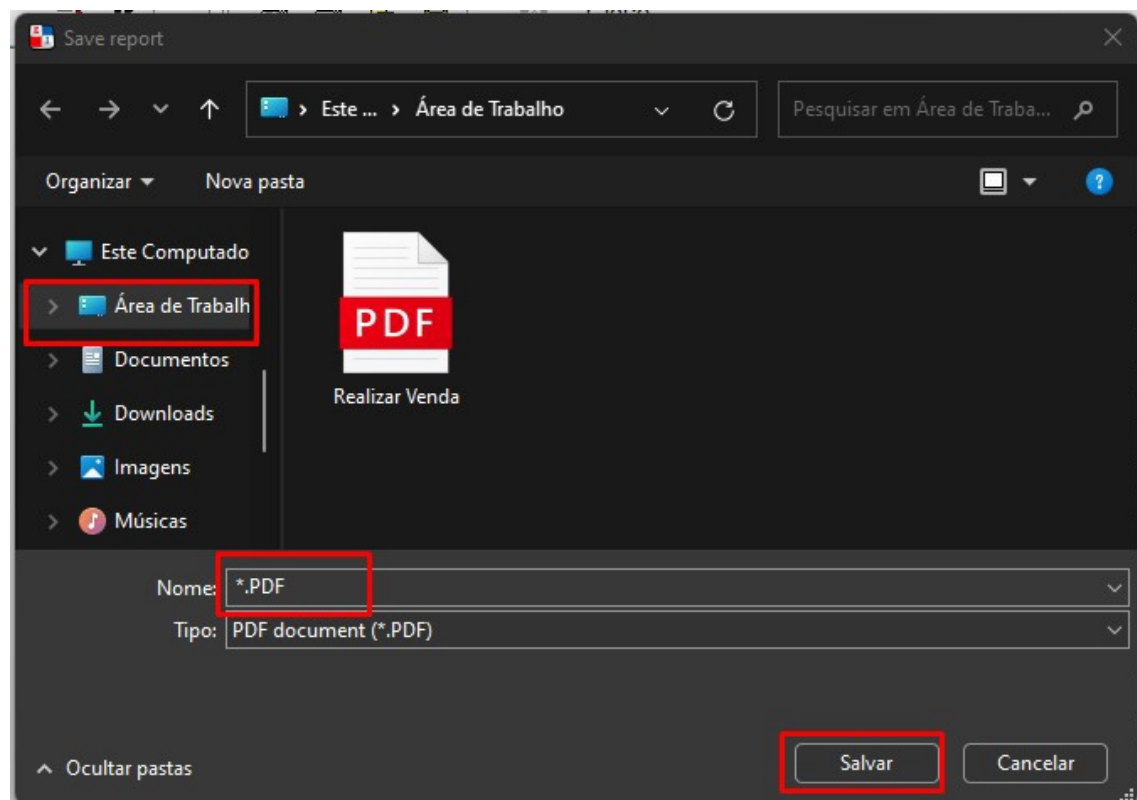 Save report
Este ... › Área de Trabalho
Pesquisar em Área de Traba...
Organizar
Nova pasta
Este Computado
Área de Trabalh
Documentos
Downloads
Imagens
Músicas
PDF
Realizar Venda
Nome: *.PDF
Tipo: PDF document (*.PDF)
Ocultar pastas
Salvar
Cancelar